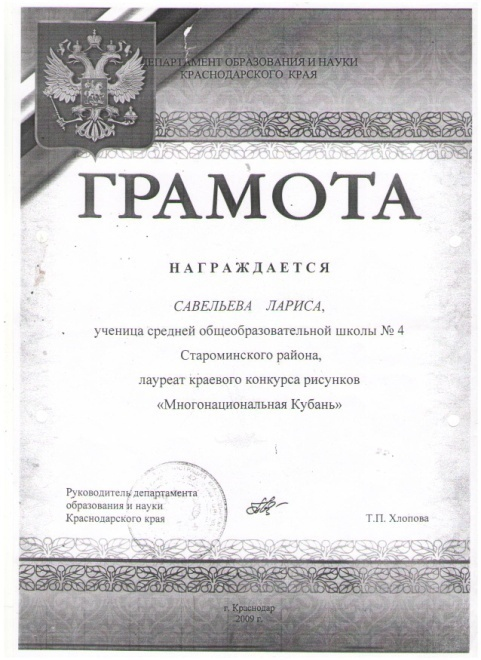 ДЕПАРТАМЕНТ ОБРАЗОВАНИЯ И НАУКИ
КРАСНОДАРСКОГО КРАЯ
ГРАМОТА
НАГРАЖДАЕТСЯ
САВЕЛЬЕВА ЛАРИСА,
ученица средней общеобразовательной школы № 4
Староминского района,
лауреат краевого конкурса рисунков
«Многонациональная Кубань»
Руководитель департамента
образования и науки
Краснодарского края
Т.П. Хлопова
г. Краснодар
2009 г.